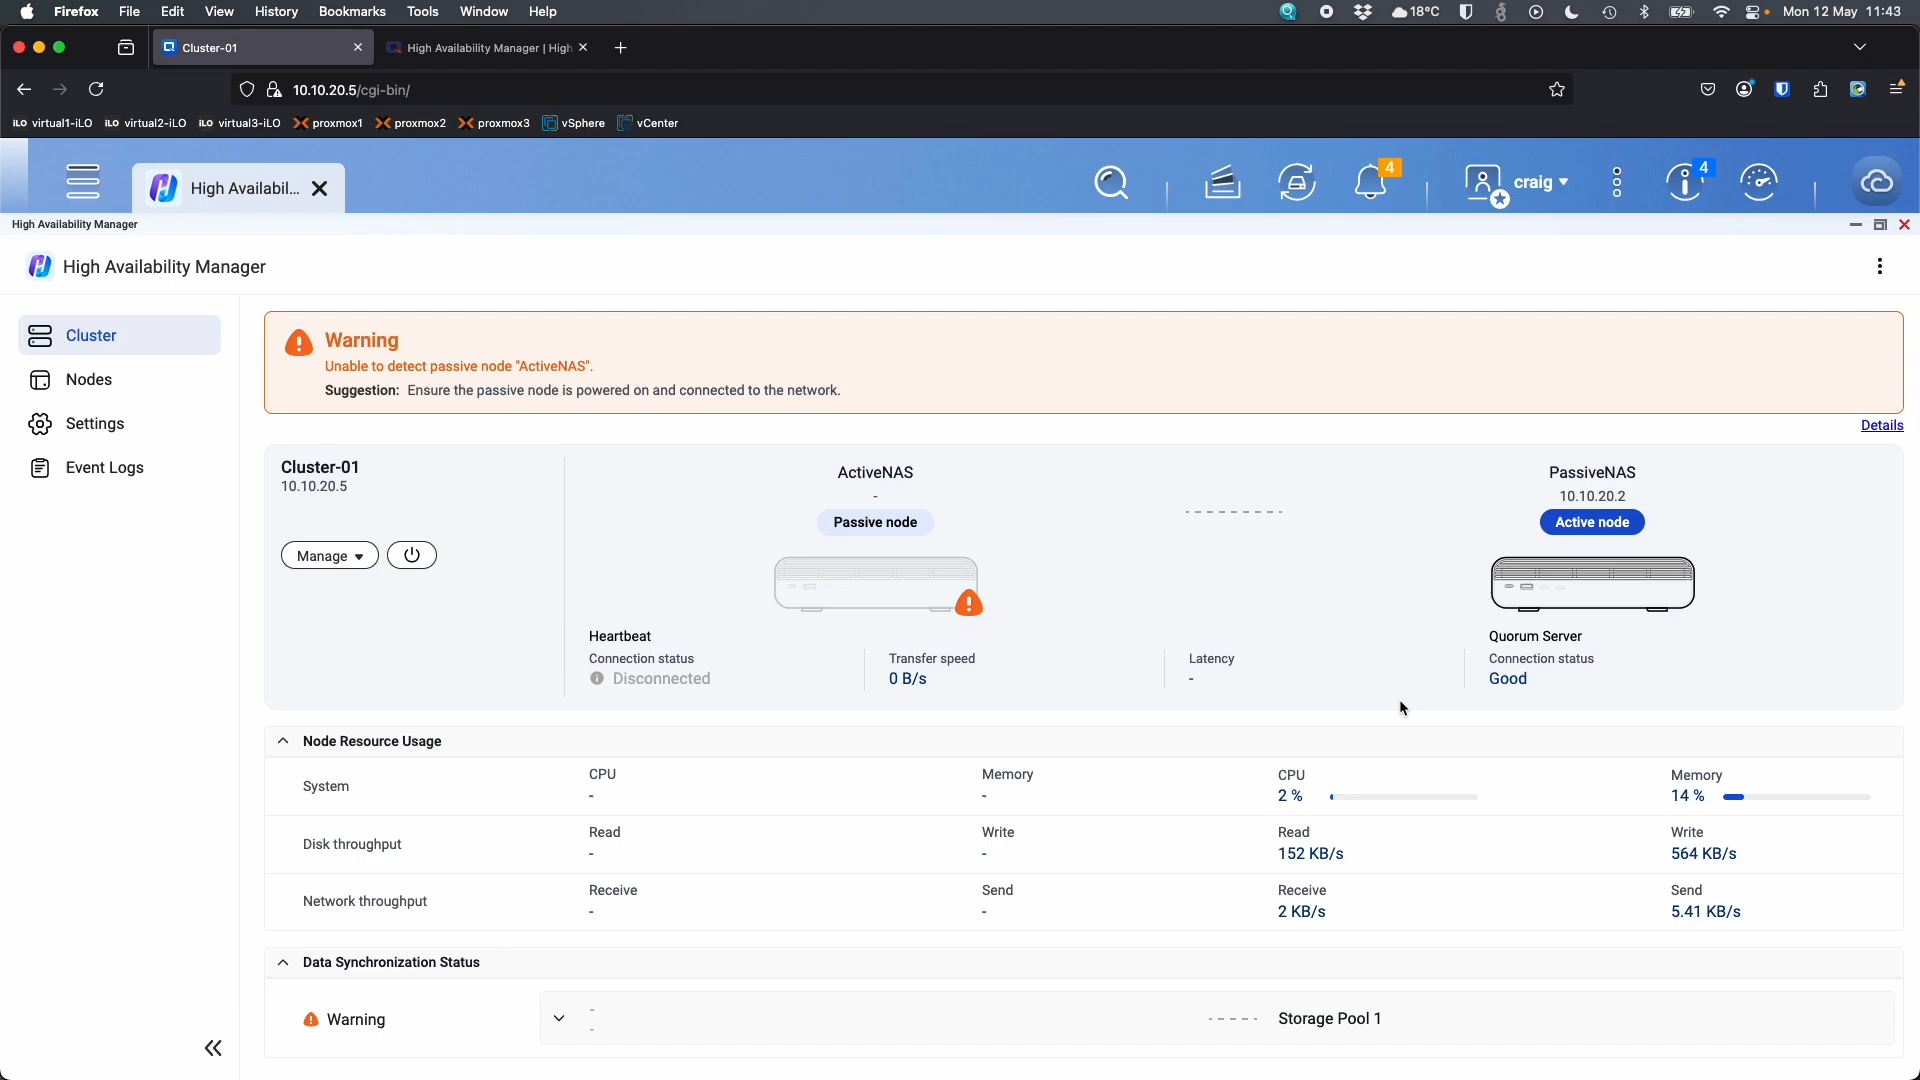 Firefox File Edit View History Bookmarks Tools Window Help 18°C Mon 12 May 11:43
Cluster-01 High Availability Manager | High
10.10.20.5/cgi-bin/
iLO virtual1-iLO iLO virtual2-iLO iLO virtual3-iLO proxmox1 proxmox2 proxmox3 vSphere vCenter
High Availabil... 4 craig 4
High Availability Manager
High Availability Manager
Cluster
Nodes
Settings
Event Logs
Warning
Unable to detect passive node "ActiveNAS".
Suggestion: Ensure the passive node is powered on and connected to the network.
Details
Cluster-01
10.10.20.5
Manage
ActiveNAS
-
Passive node
PassiveNAS
10.10.20.2
Active node
Heartbeat
Connection status
Disconnected
Transfer speed
0 B/s
Latency
-
Quorum Server
Connection status
Good
Node Resource Usage
System
CPU
-
Memory
-
CPU
2 %
Memory
14 %
Disk throughput
Read
-
Write
-
Read
152 KB/s
Write
564 KB/s
Network throughput
Receive
-
Send
-
Receive
2 KB/s
Send
5.41 KB/s
Data Synchronization Status
Warning
-
-
Storage Pool 1